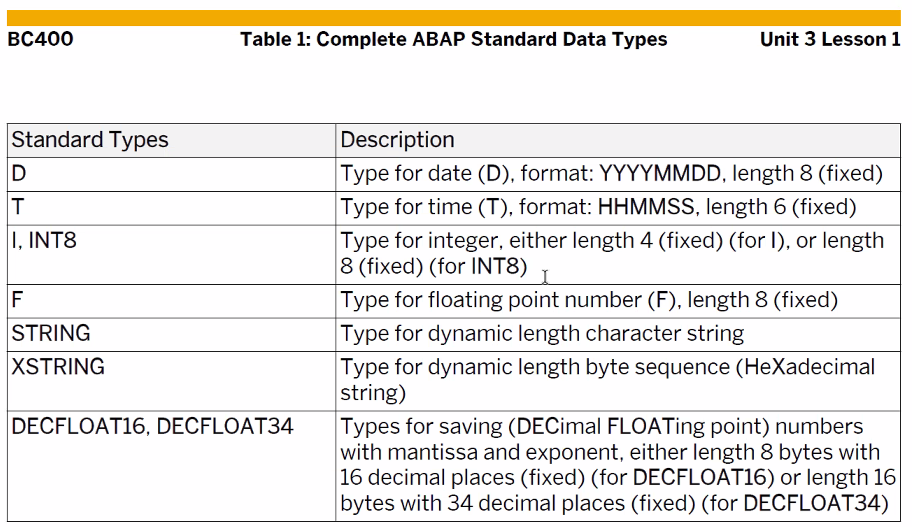 BC400 Table 1: Complete ABAP Standard Data Types Unit 3 Lesson 1
Standard Types Description
D Type for date (D), format: YYYYMMDD, length 8 (fixed)
T Type for time (T), format: HHMMSS, length 6 (fixed)
I, INT8 Type for integer, either length 4 (fixed) (for I), or length
8 (fixed) (for INT8)
F Type for floating point number (F), length 8 (fixed)
STRING Type for dynamic length character string
XSTRING Type for dynamic length byte sequence (HeXadecimal
string)
DECFLOAT16, DECFLOAT34 Types for saving (DECimal FLOATing point) numbers
with mantissa and exponent, either length 8 bytes with
16 decimal places (fixed) (for DECFLOAT16) or length 16
bytes with 34 decimal places (fixed) (for DECFLOAT34)